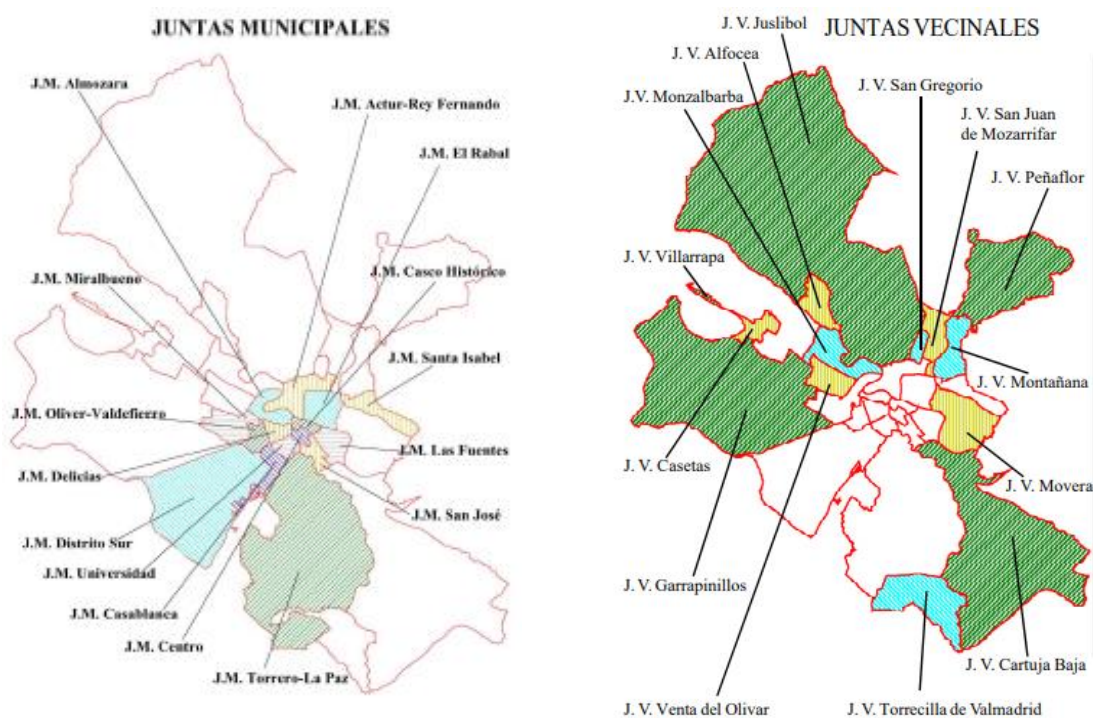 JUNTAS MUNICIPALES
J.M. Almozara
J.M. Actur-Rey Fernando
J.M. El Rabal
J.M. Casco Histórico
J.M. Miralbueno
J.M. Santa Isabel
J.M. Oliver-Valdefierro
J.M. Las Fuentes
J.M. Delicias
J.M. San José
J.M. Distrito Sur
J.M. Universidad
J.M. Casablanca
J.M. Centro
J.M. Torrero-La Paz
JUNTAS VECINALES
J. V. Juslibol
J. V. Alfocea
J. V. San Gregorio
J.V. Monzalbarba
J. V. San Juan
de Mozarrifar
J. V. Peñaflor
J. V. Villarrapa
J. V. Montañana
J. V. Casetas
J. V. Movera
J. V. Garrapinillos
J. V. Cartuja Baja
J. V. Venta del Olivar
J. V. Torrecilla de Valmadrid